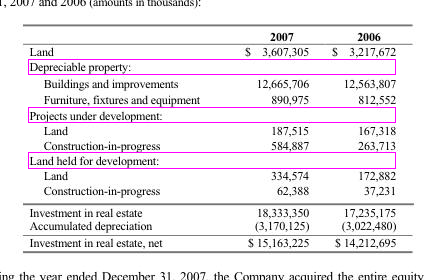 1, 2007 and 2006 (amounts in thousands):
2007 2006
Land $ 3,607,305 $ 3,217,672
Depreciable property:
Buildings and improvements 12,665,706 12,563,807
Furniture, fixtures and equipment 890,975 812,552
Projects under development:
Land 187,515 167,318
Construction-in-progress 584,887 263,713
Land held for development:
Land 334,574 172,882
Construction-in-progress 62,388 37,231
Investment in real estate 18,333,350 17,235,175
Accumulated depreciation (3,170,125) (3,022,480)
Investment in real estate, net $ 15,163,225 $ 14,212,695
ing the year ended December 31, 2007, the Company acquired the entire equity